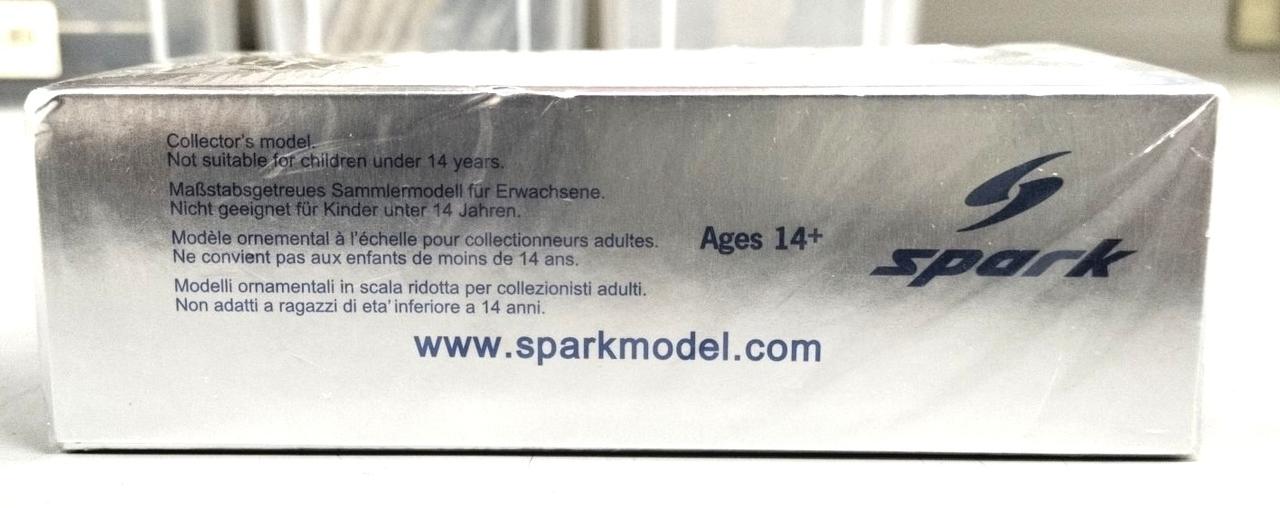 Collector's model.
Not suitable for children under 14 years.
Maßstabsgetreues Sammlermodell für Erwachsene.
Nicht geeignet für Kinder unter 14 Jahren.
Modèle ornemental à l'échelle pour collectionneurs adultes.
Ne convient pas aux enfants de moins de 14 ans.
Modelli ornamentali in scala ridotta per collezionisti adulti.
Non adatti a ragazzi di eta' inferiore a 14 anni.
Ages 14+
spark
www.sparkmodel.com